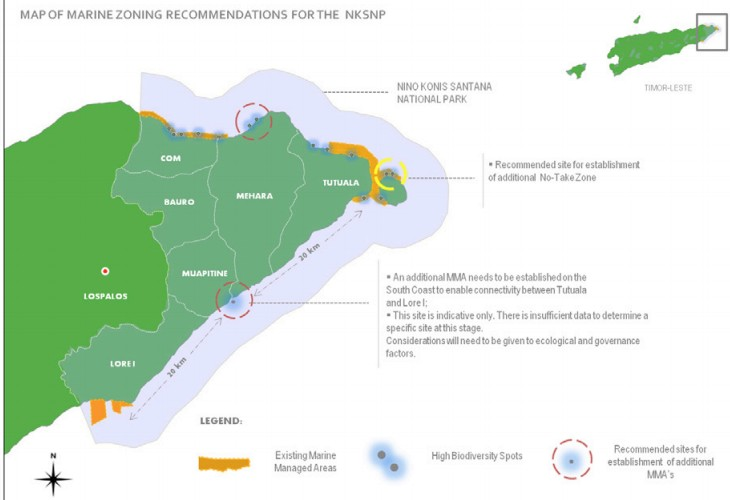 MAP OF MARINE ZONING RECOMMENDATIONS FOR THE NKSNP
TIMOR-LESTE
NINO KONIS SANTANA
NATIONAL PARK
COM
BAURO
MEHARA
TUTUALA
• Recommended site for establishment
of additional No-Take Zone
20 km
MUAPITINE
LOSPALOS
• An additional MMA needs to be established on the
South Coast to enable connectivity between Tutuala
and Lore I;
• This site is indicative only. There is insufficient data to determine a
specific site at this stage.
Considerations will need to be given to ecological and governance
factors.
LORE I
20 km
LEGEND:
N
Existing Marine
Managed Areas
High Biodiversity Spots
Recommended sites for
establishment of additional
MMA's